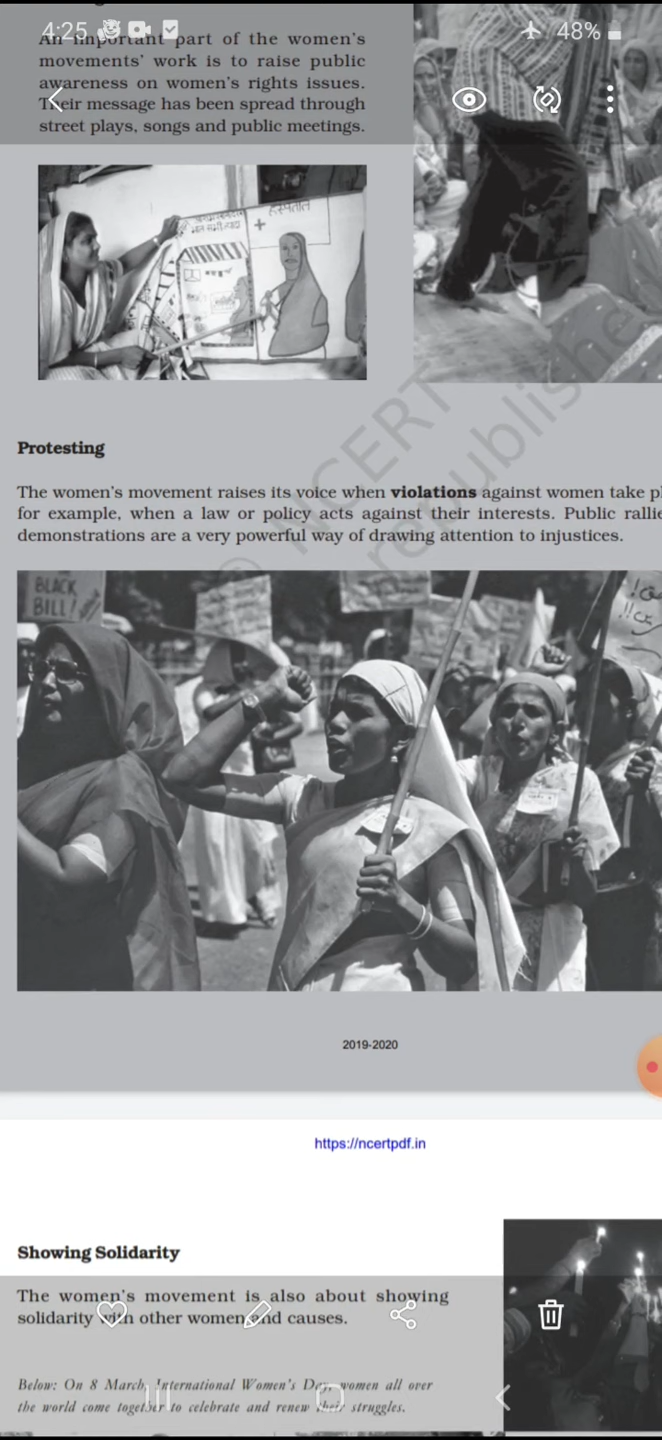 4:25
48%
An important part of the women's
movements' work is to raise public
awareness on women's rights issues.
Their message has been spread through
street plays, songs and public meetings.
हस्पताल
Protesting
The women's movement raises its voice when violations against women take pl
for example, when a law or policy acts against their interests. Public rallie
demonstrations are a very powerful way of drawing attention to injustices.
© NCERT
republishe
BLACK
BILL!
2019-2020
https://ncertpdf.in
Showing Solidarity
The women's movement is also about showing
solidarity with other women and causes.
Below: On 8 March, International Women's Day, women all over
the world come together to celebrate and renew their struggles.